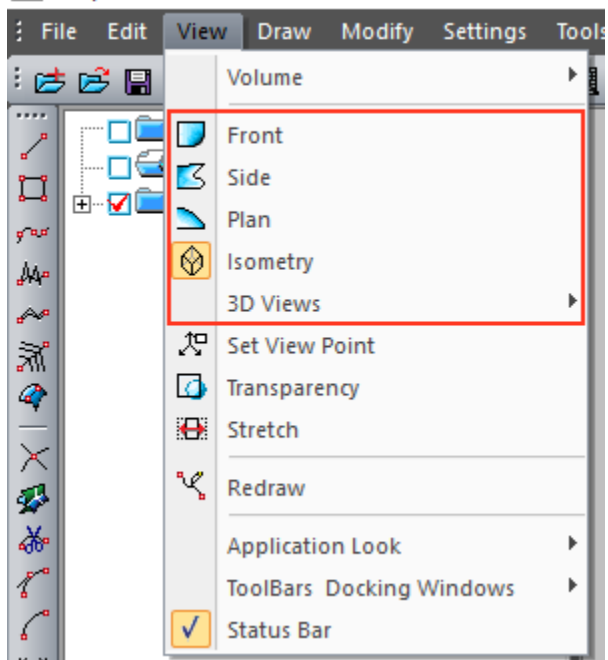 File Edit View Draw Modify Settings Tools
Volume
Front
Side
Plan
Isometry
3D Views
Set View Point
Transparency
Stretch
Redraw
Application Look
ToolBars Docking Windows
Status Bar